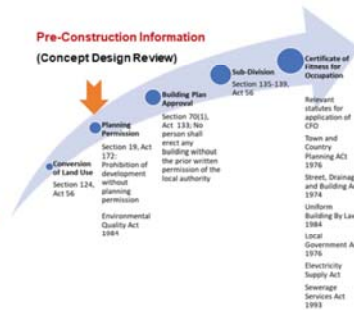 Pre-Construction Information
(Concept Design Review)
Conversion
of Land Use
Section 124,
Act 56
Planning
Permission
Section 19, Act
172:
Prohibition of
development
without
planning
permission
Environmental
Quality Act
1984
Building Plan
Approval
Section 70(1),
Act 133; No
person shall
erect any
building without
the prior written
permission of the
local authority
Sub-Division
Section 135-139,
Act 56
Certificate of
Fitness for
Occupation
Relevant
statutes for
application of
CFO
Town and
Country
Planning ACt
1976
Street, Drainag
and Building A
1974
Uniform
Building By Law
1984
Local
Government A
1976
Elevctricity
Supply Act
Sewerage
Services Act
1993